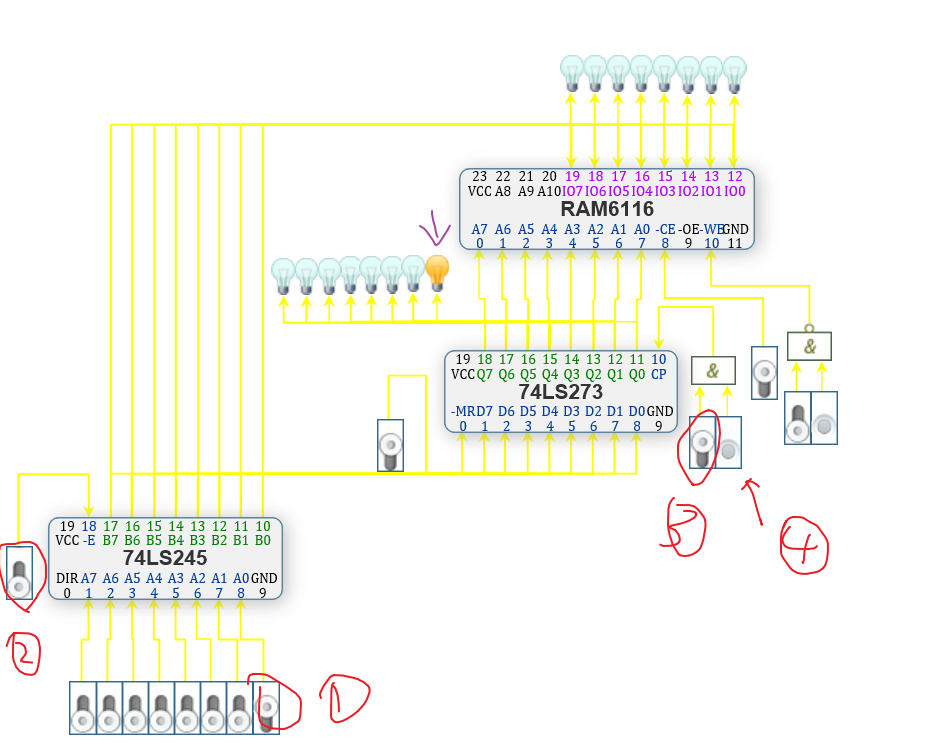 23 22 21 20 19 18 17 16 15 14 13 12
VCC A8 A9 A10 IO7 IO6 IO5 IO4 IO3 IO2 IO1 IO0
RAM6116
A7 A6 A5 A4 A3 A2 A1 A0 -CE -OE -WE GND
0 1 2 3 4 5 6 7 8 9 10 11
&
&
19 18 17 16 15 14 13 12 11 10
VCC Q7 Q6 Q5 Q4 Q3 Q2 Q1 Q0 CP
74LS273
-MR D7 D6 D5 D4 D3 D2 D1 D0 GND
0 1 2 3 4 5 6 7 8 9
3
4
19 18 17 16 15 14 13 12 11 10
VCC -E B7 B6 B5 B4 B3 B2 B1 B0
74LS245
DIR A7 A6 A5 A4 A3 A2 A1 A0 GND
0 1 2 3 4 5 6 7 8 9
2
1